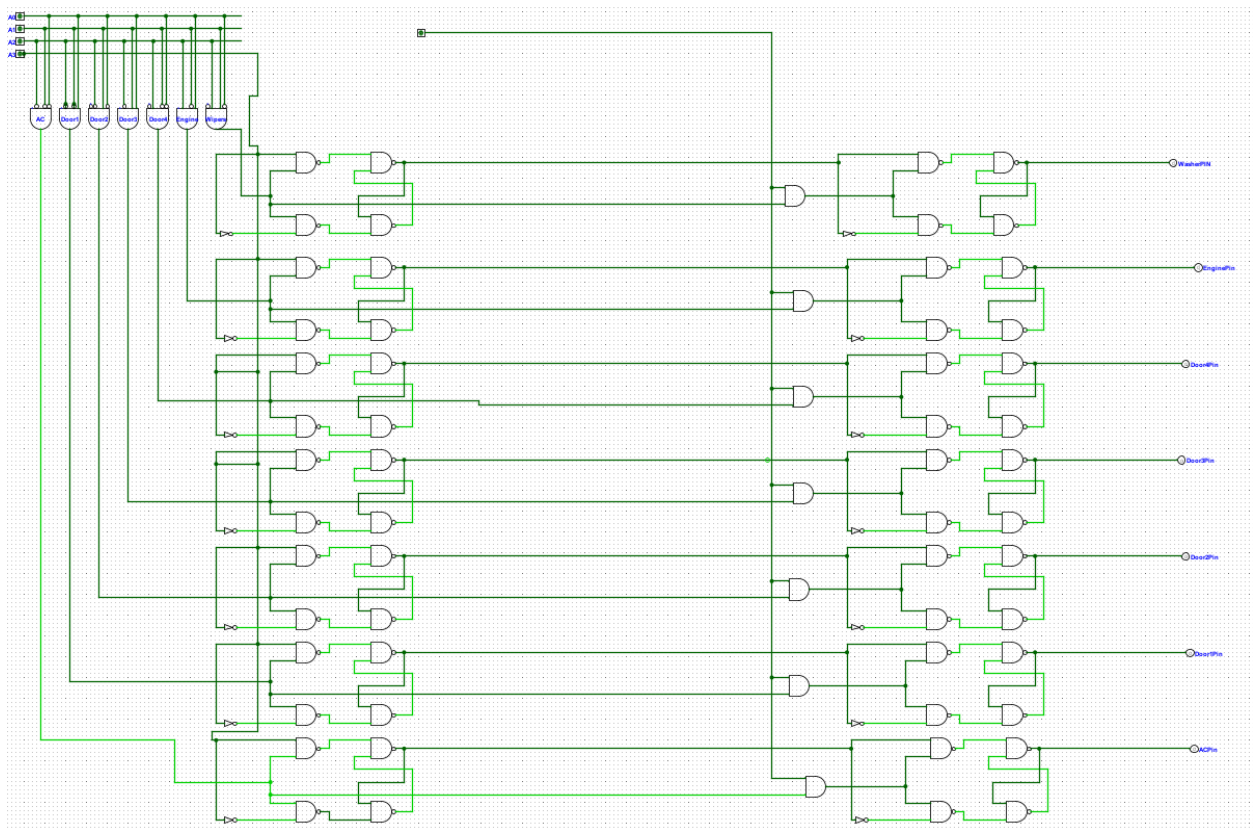 A0
A1
A2
A3
AC
Door1
Door2
Door3
Door4
Engine
Wipers
WasherPIN
EnginePin
Door4Pin
Door3Pin
Door2Pin
Door1Pin
ACPin